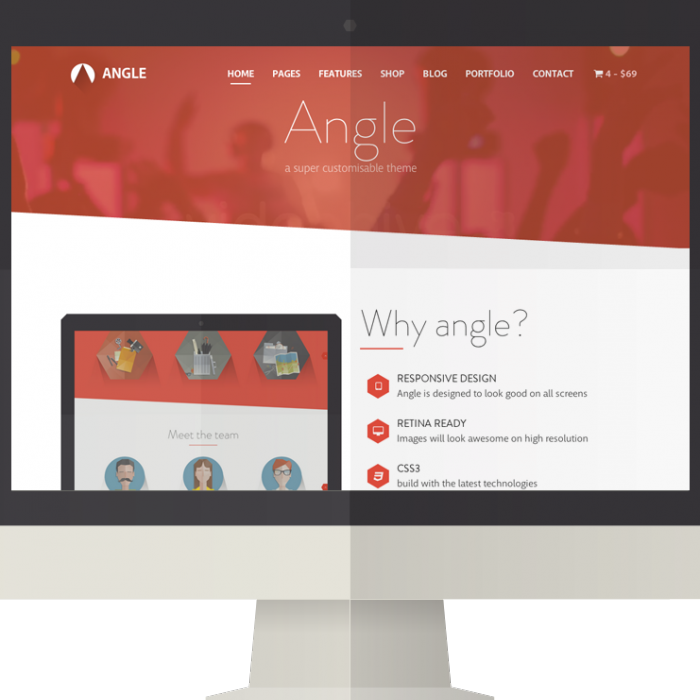 ANGLE
HOME PAGES FEATURES SHOP BLOG PORTFOLIO CONTACT 4 - $69
Angle
a super customisable theme
Why angle?
RESPONSIVE DESIGN
Angle is designed to look good on all screens
RETINA READY
Images will look awesome on high resolution
CSS3
build with the latest technologies
Meet the team